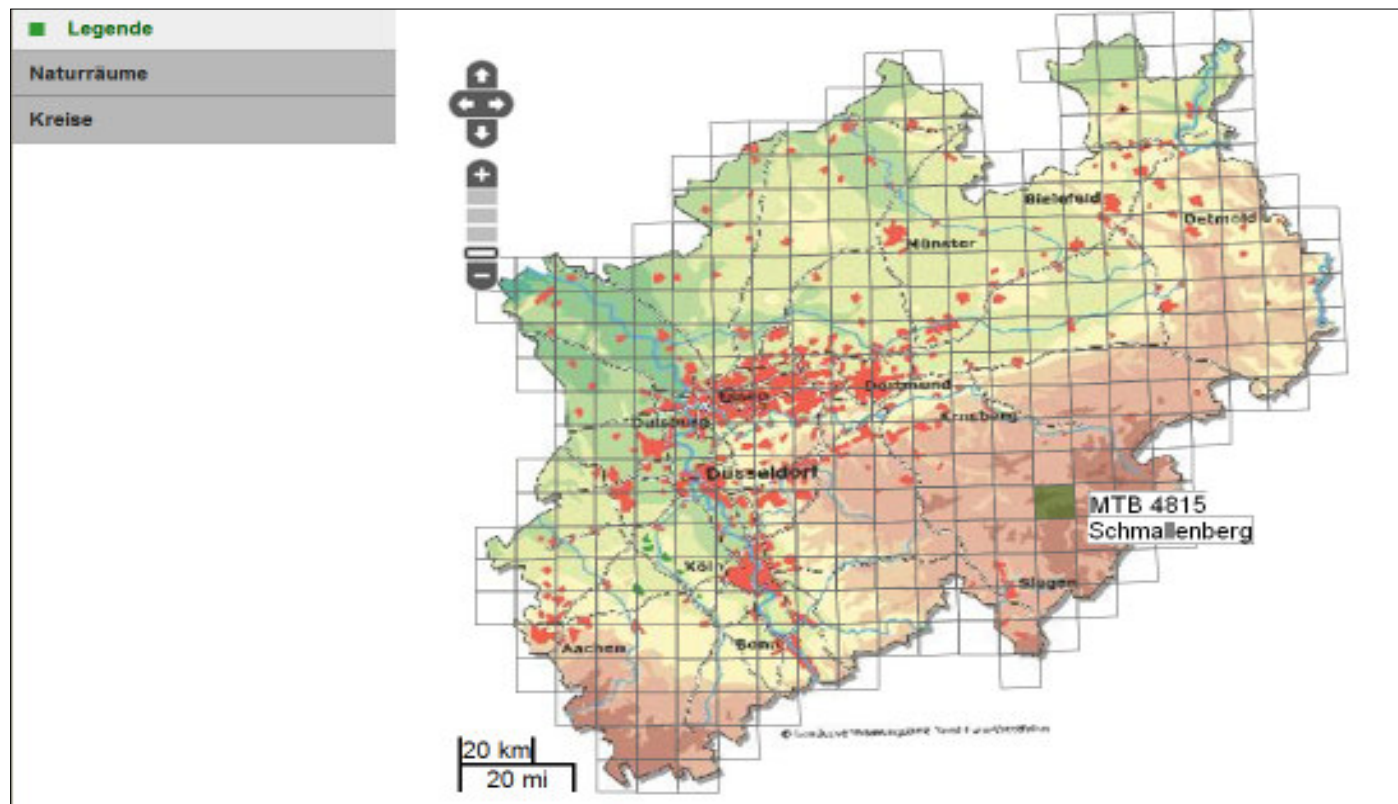 Legende
Naturräume
Kreise
Bielefeld
Detmold
Münster
Essen
Dortmund
Duisburg
Arnsberg
Düsseldorf
MTB 4815
Schmallenberg
Köln
Siegen
Aachen
Bonn
20 km
20 mi